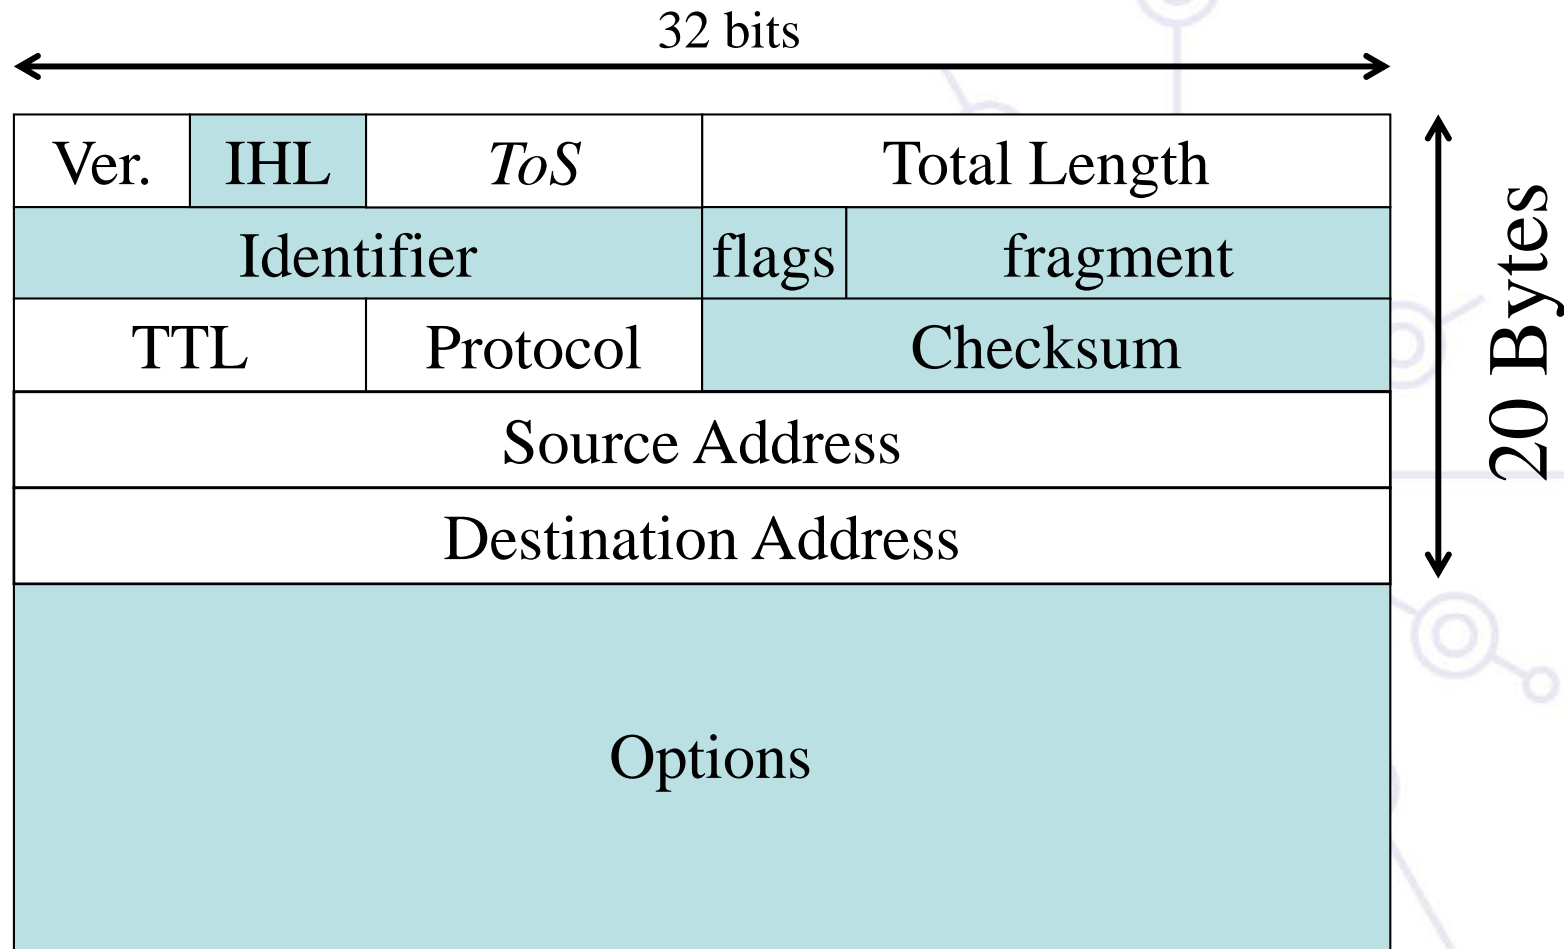 32 bits
Ver. IHL ToS Total Length
Identifier flags fragment
TTL Protocol Checksum
Source Address
Destination Address
Options
20 Bytes